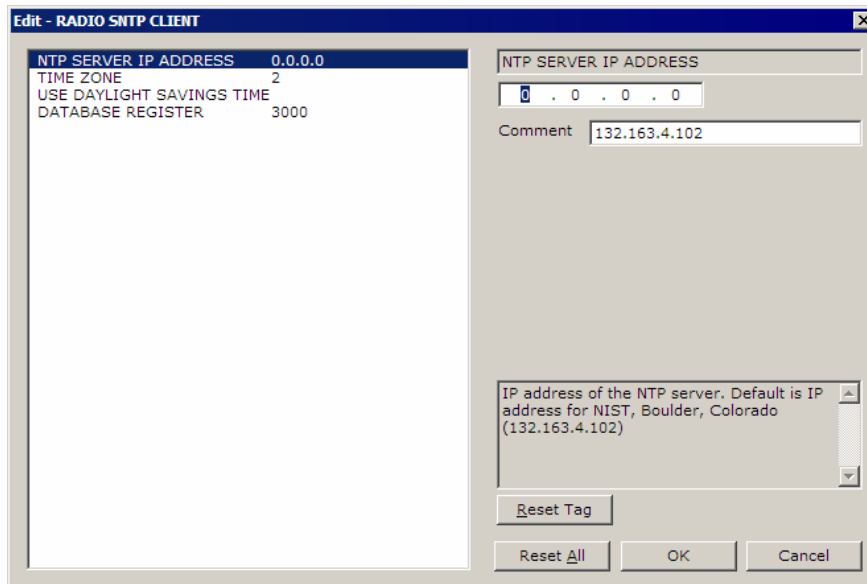 Edit - RADIO SNTP CLIENT
NTP SERVER IP ADDRESS 0.0.0.0
TIME ZONE 2
USE DAYLIGHT SAVINGS TIME
DATABASE REGISTER 3000
NTP SERVER IP ADDRESS
0 . 0 . 0 . 0
Comment 132.163.4.102
IP address of the NTP server. Default is IP
address for NIST, Boulder, Colorado
(132.163.4.102)
Reset Tag
Reset All OK Cancel